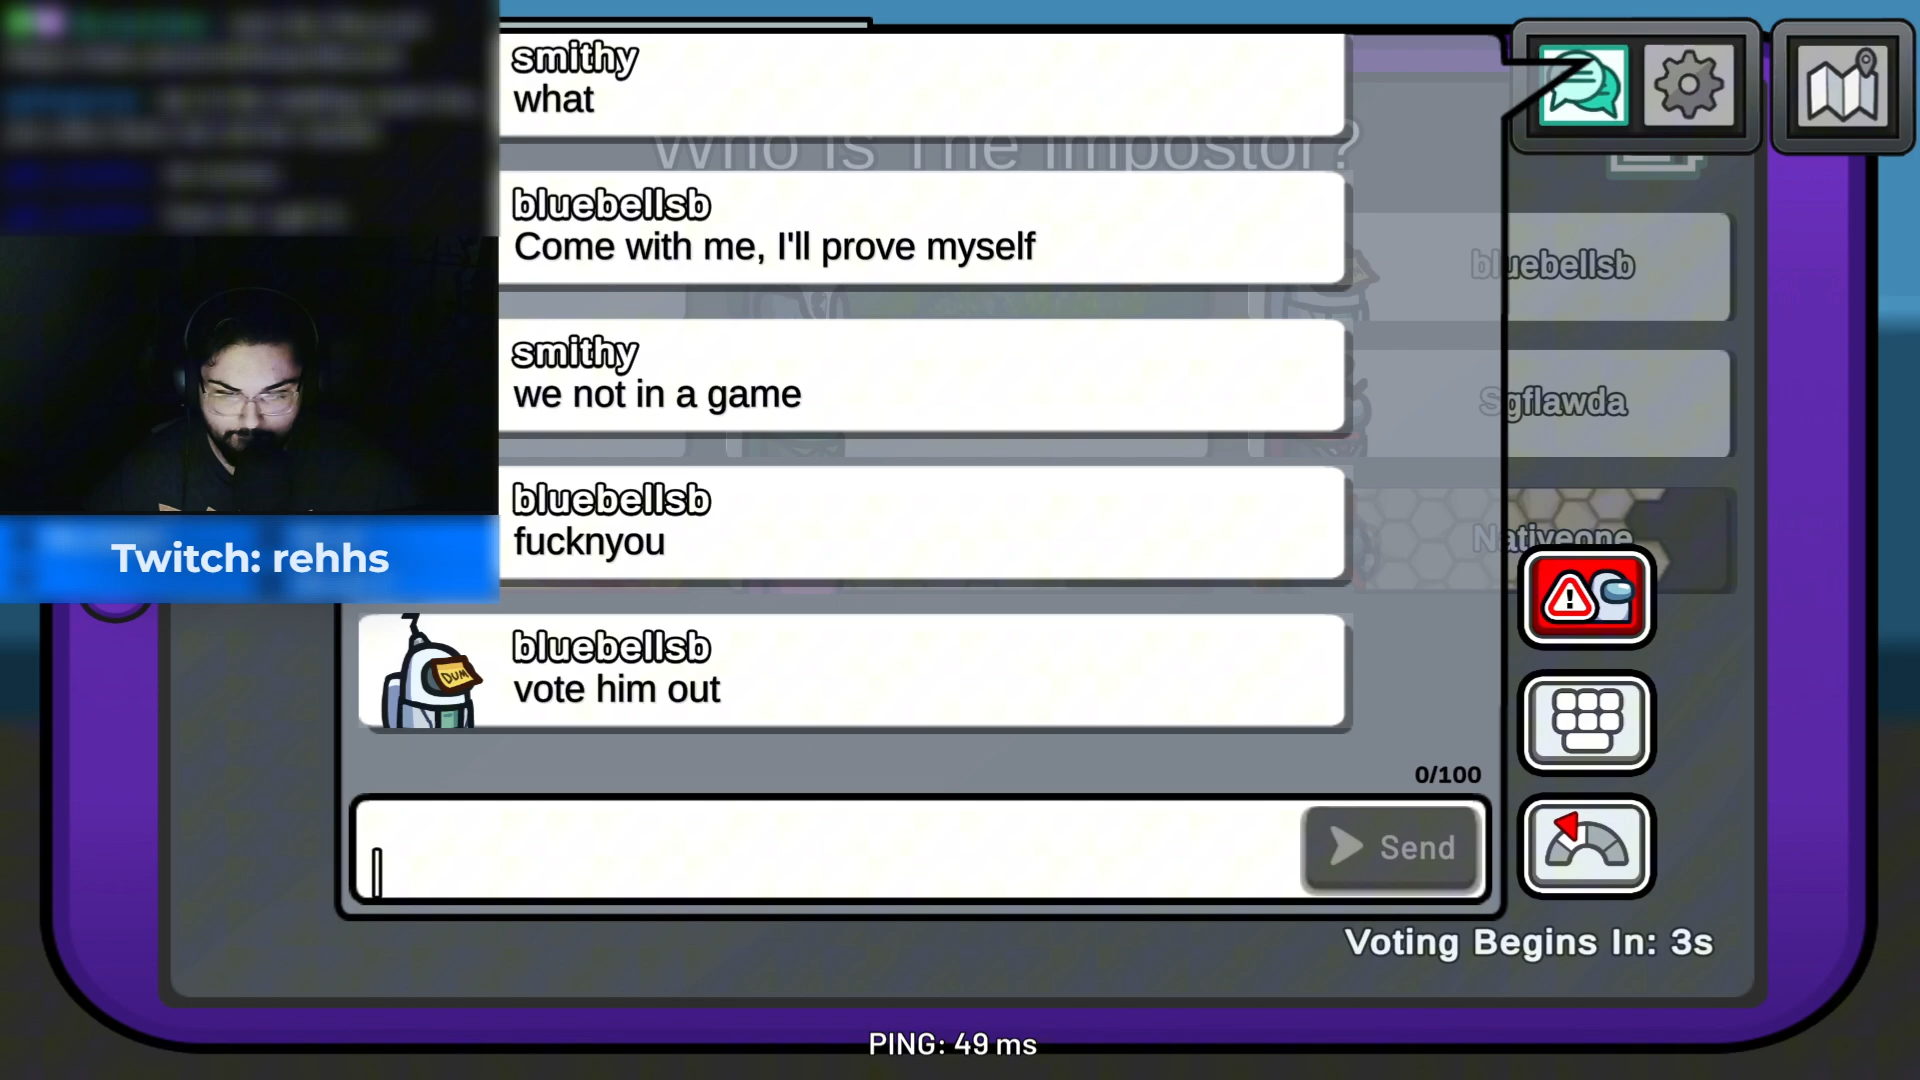 smithy
what
Who Is The Impostor?
bluebellsb
Come with me, I'll prove myself
bluebellsb
smithy
we not in a game
Sgflawda
bluebellsb
fucknyou
Nativeone
Twitch: rehhs
bluebellsb
vote him out
DUM
0/100
Send
Voting Begins In: 3s
PING: 49 ms